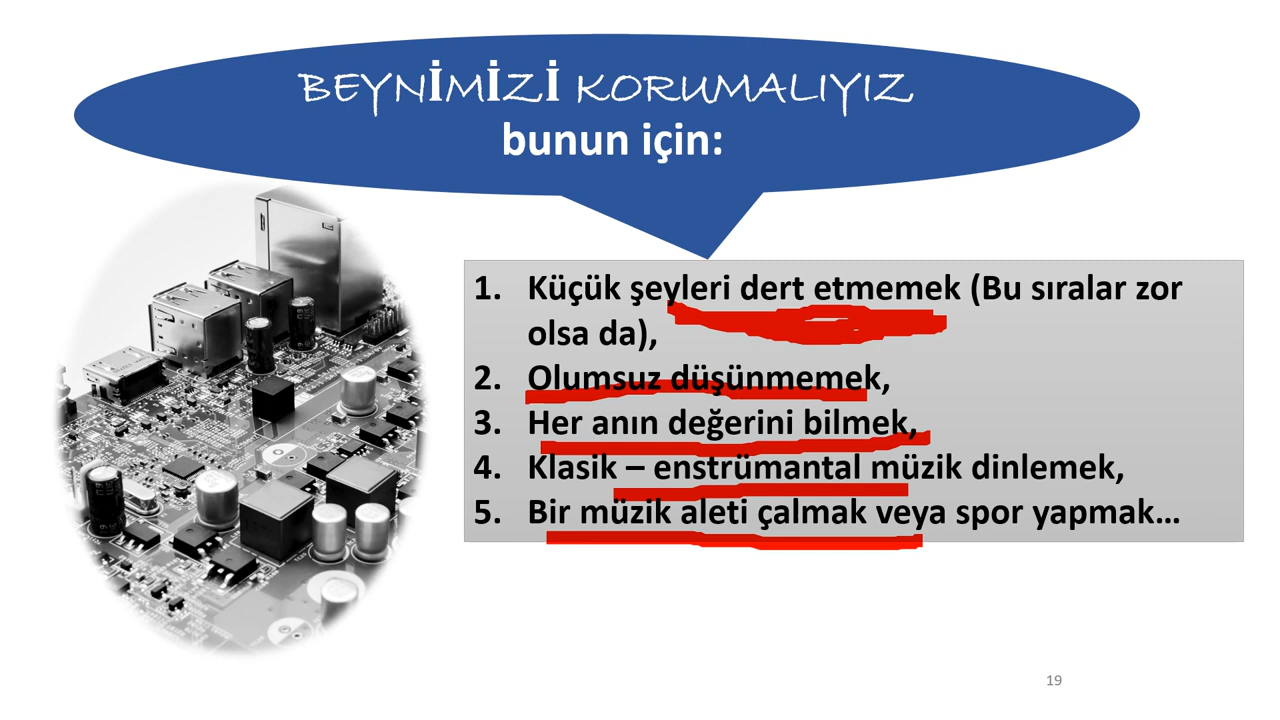 BEYNİMİZİ KORUMALIYIZ
bunun için:
1. Küçük şeyleri dert etmemek (Bu sıralar zor
olsa da),
2. Olumsuz düşünmemek,
3. Her anın değerini bilmek,
4. Klasik – enstrümantal müzik dinlemek,
5. Bir müzik aleti çalmak veya spor yapmak...
19